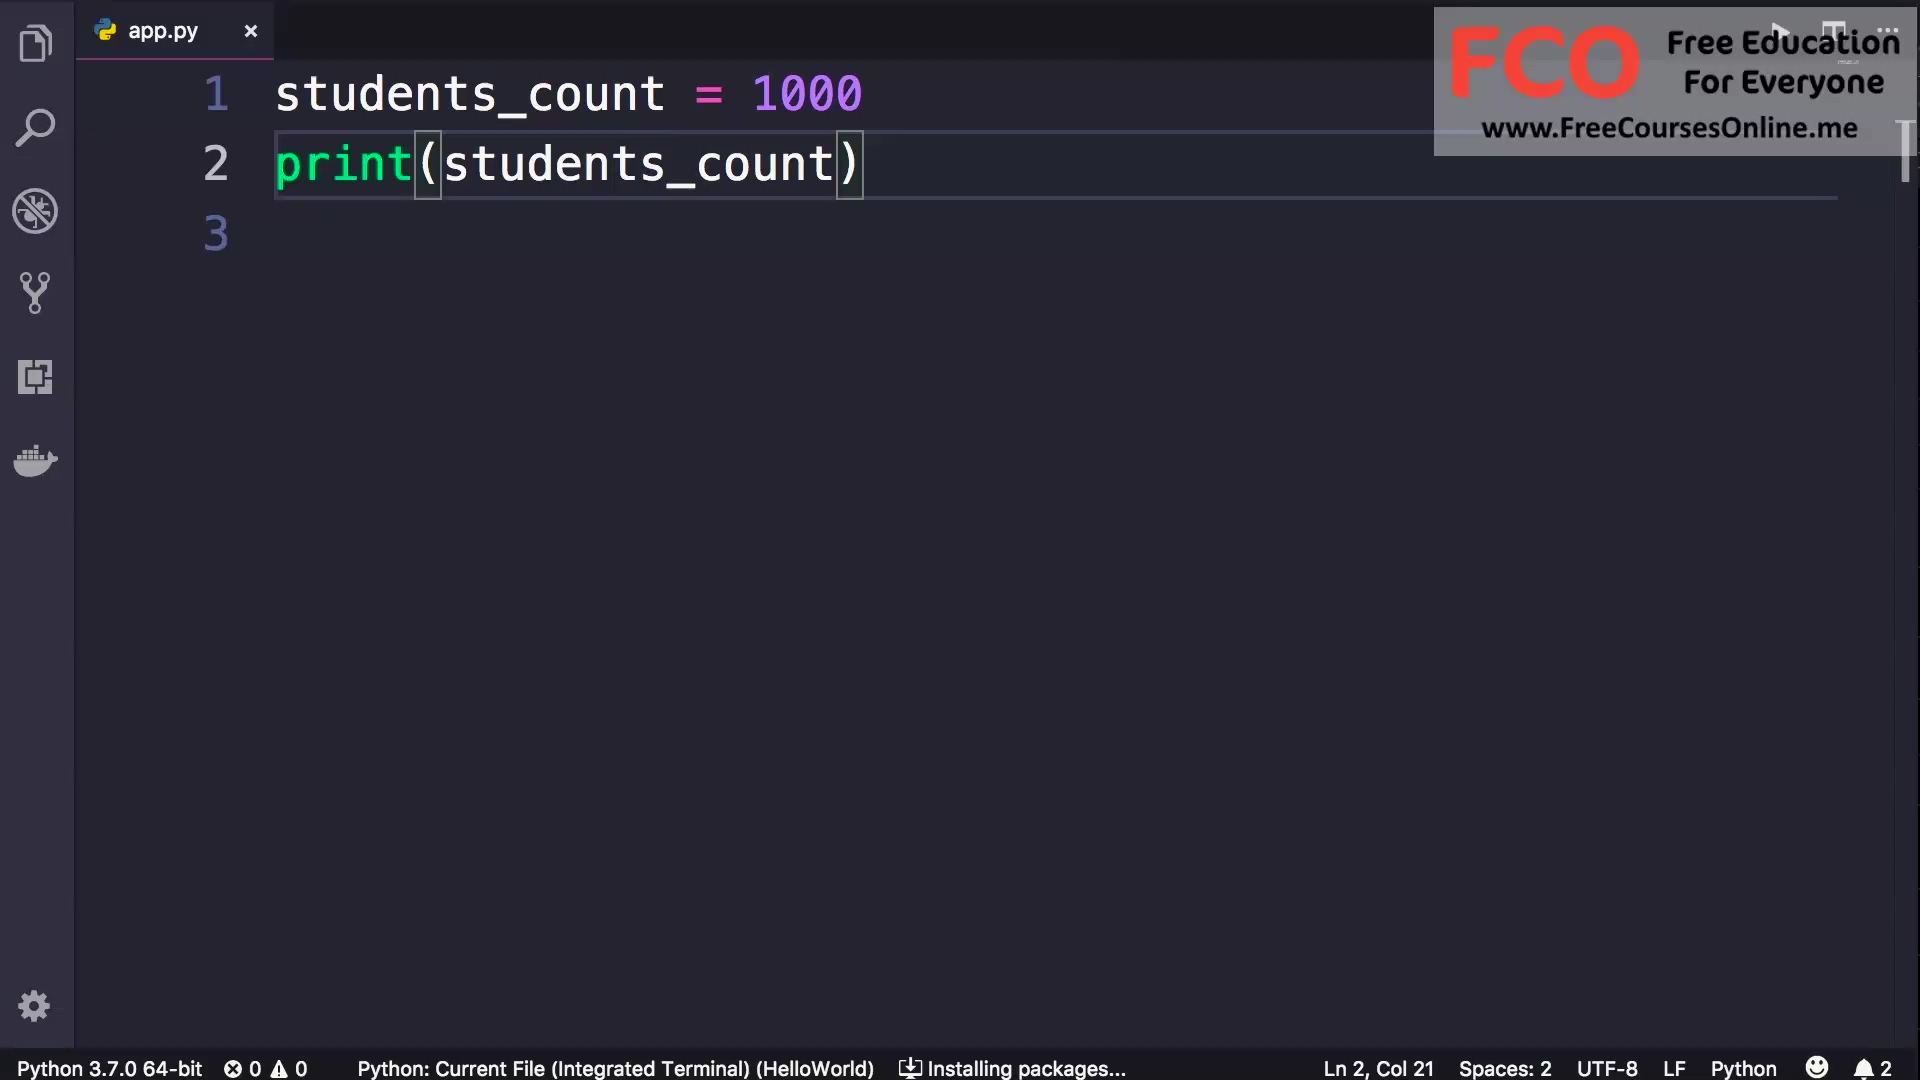 app.py ×
FCO Free Education
For Everyone
www.FreeCoursesOnline.me
1 students_count = 1000
2 print(students_count)
3
Python 3.7.0 64-bit 0 0 Python: Current File (Integrated Terminal) (HelloWorld) Installing packages... Ln 2, Col 21 Spaces: 2 UTF-8 LF Python 2